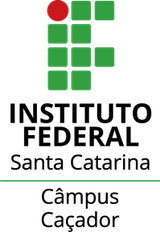 INSTITUTO
FEDERAL
Santa Catarina
Câmpus
Caçador